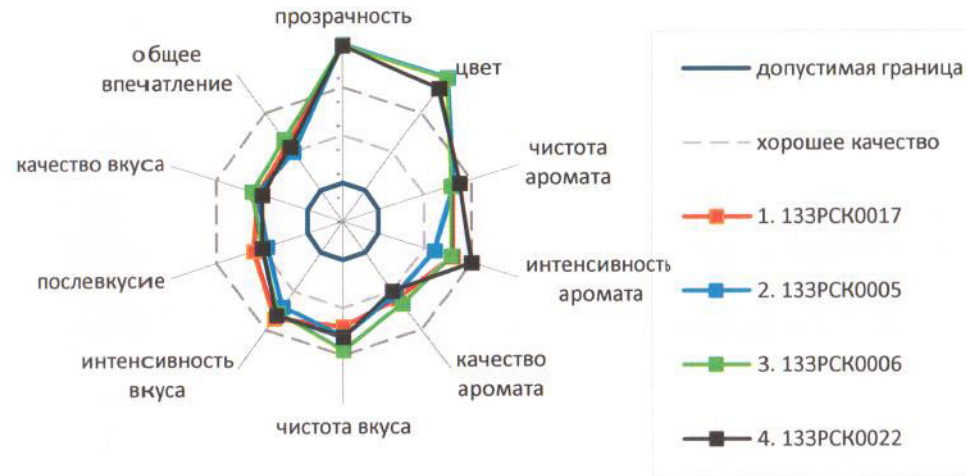 прозрачность
общее
впечатление
цвет
чистота
аромата
качество вкуса
послевкусие
интенсивность
аромата
интенсивность
вкуса
качество
аромата
чистота вкуса
допустимая граница
хорошее качество
1. 133РСК0017
2. 133РСК0005
3. 133РСК0006
4. 133РСК0022